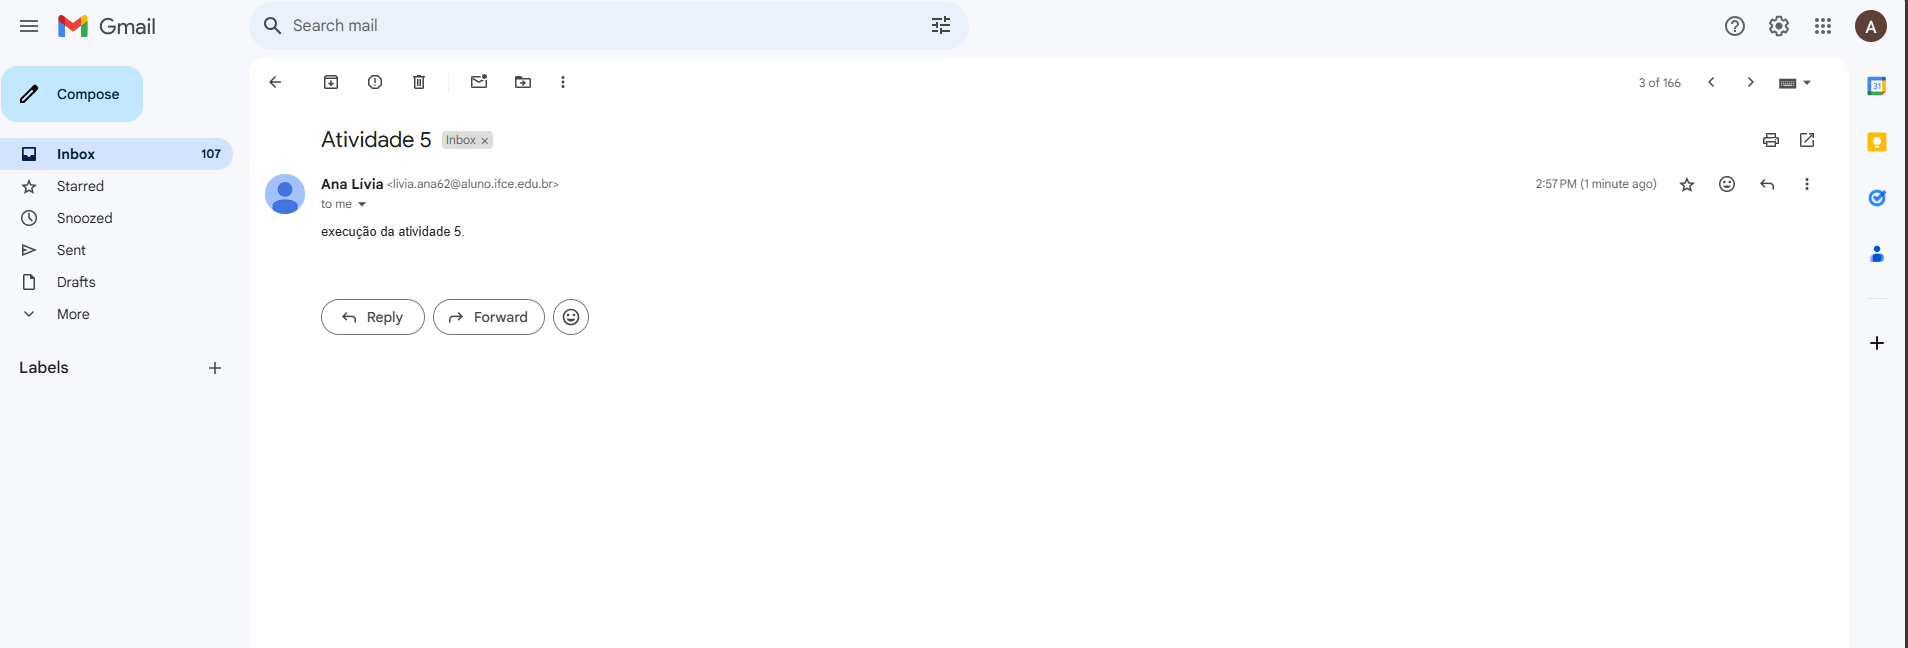 Gmail
Search mail
A
Compose
3 of 166
31
Atividade 5 Inbox ×
Inbox 107
Ana Lívia <livia.ana62@aluno.ifce.edu.br> 2:57 PM (1 minute ago)
Starred
to me
Snoozed
execução da atividade 5.
Sent
Drafts
More
Reply Forward
Labels